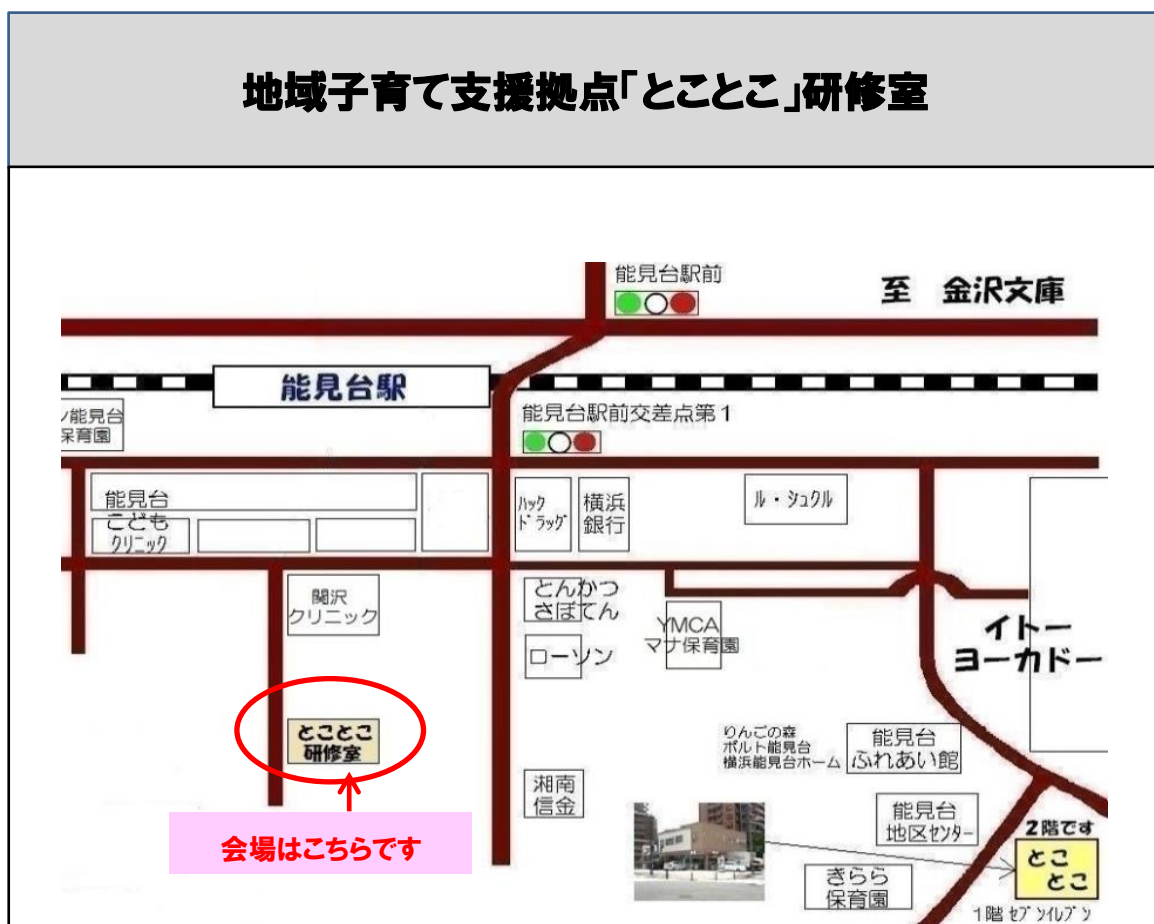 地域子育て支援拠点「とことこ」研修室
能見台駅前
至 金沢文庫
能見台駅
能見台駅前交差点第1
ン能見台
保育園
能見台
こども
クリニック
ハック
ドラッグ
横浜
銀行
ル・シュクル
関沢
クリニック
とんかつ
さぼてん
ローソン
YMCA
マナ保育園
イトー
ヨーカドー
とことこ
研修室
会場はこちらです
湘南
信金
りんごの森
ポルト能見台
横浜能見台ホーム
能見台
ふれあい館
能見台
地区センター
きらら
保育園
2階です
とこ
とこ
1階 セブンイレブン